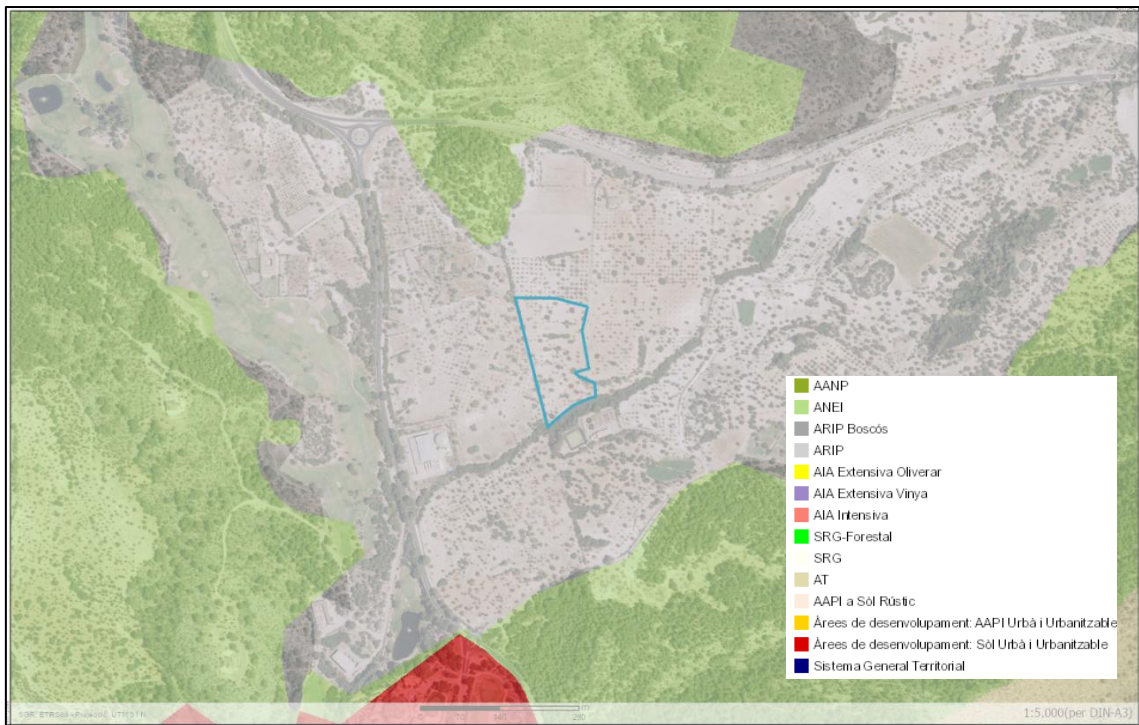 AANP
ANEI
ARIP Boscós
ARIP
AIA Extensiva Oliverar
AIA Extensiva Vinya
AIA Intensiva
SRG-Forestal
SRG
AT
AAPI a Sòl Rústic
Àrees de desenvolupament: AAPI Urbà i Urbanitzable
Àrees de desenvolupament: Sòl Urbà i Urbanitzable
Sistema General Territorial
m
140
1:5.000(per DIN-A3)